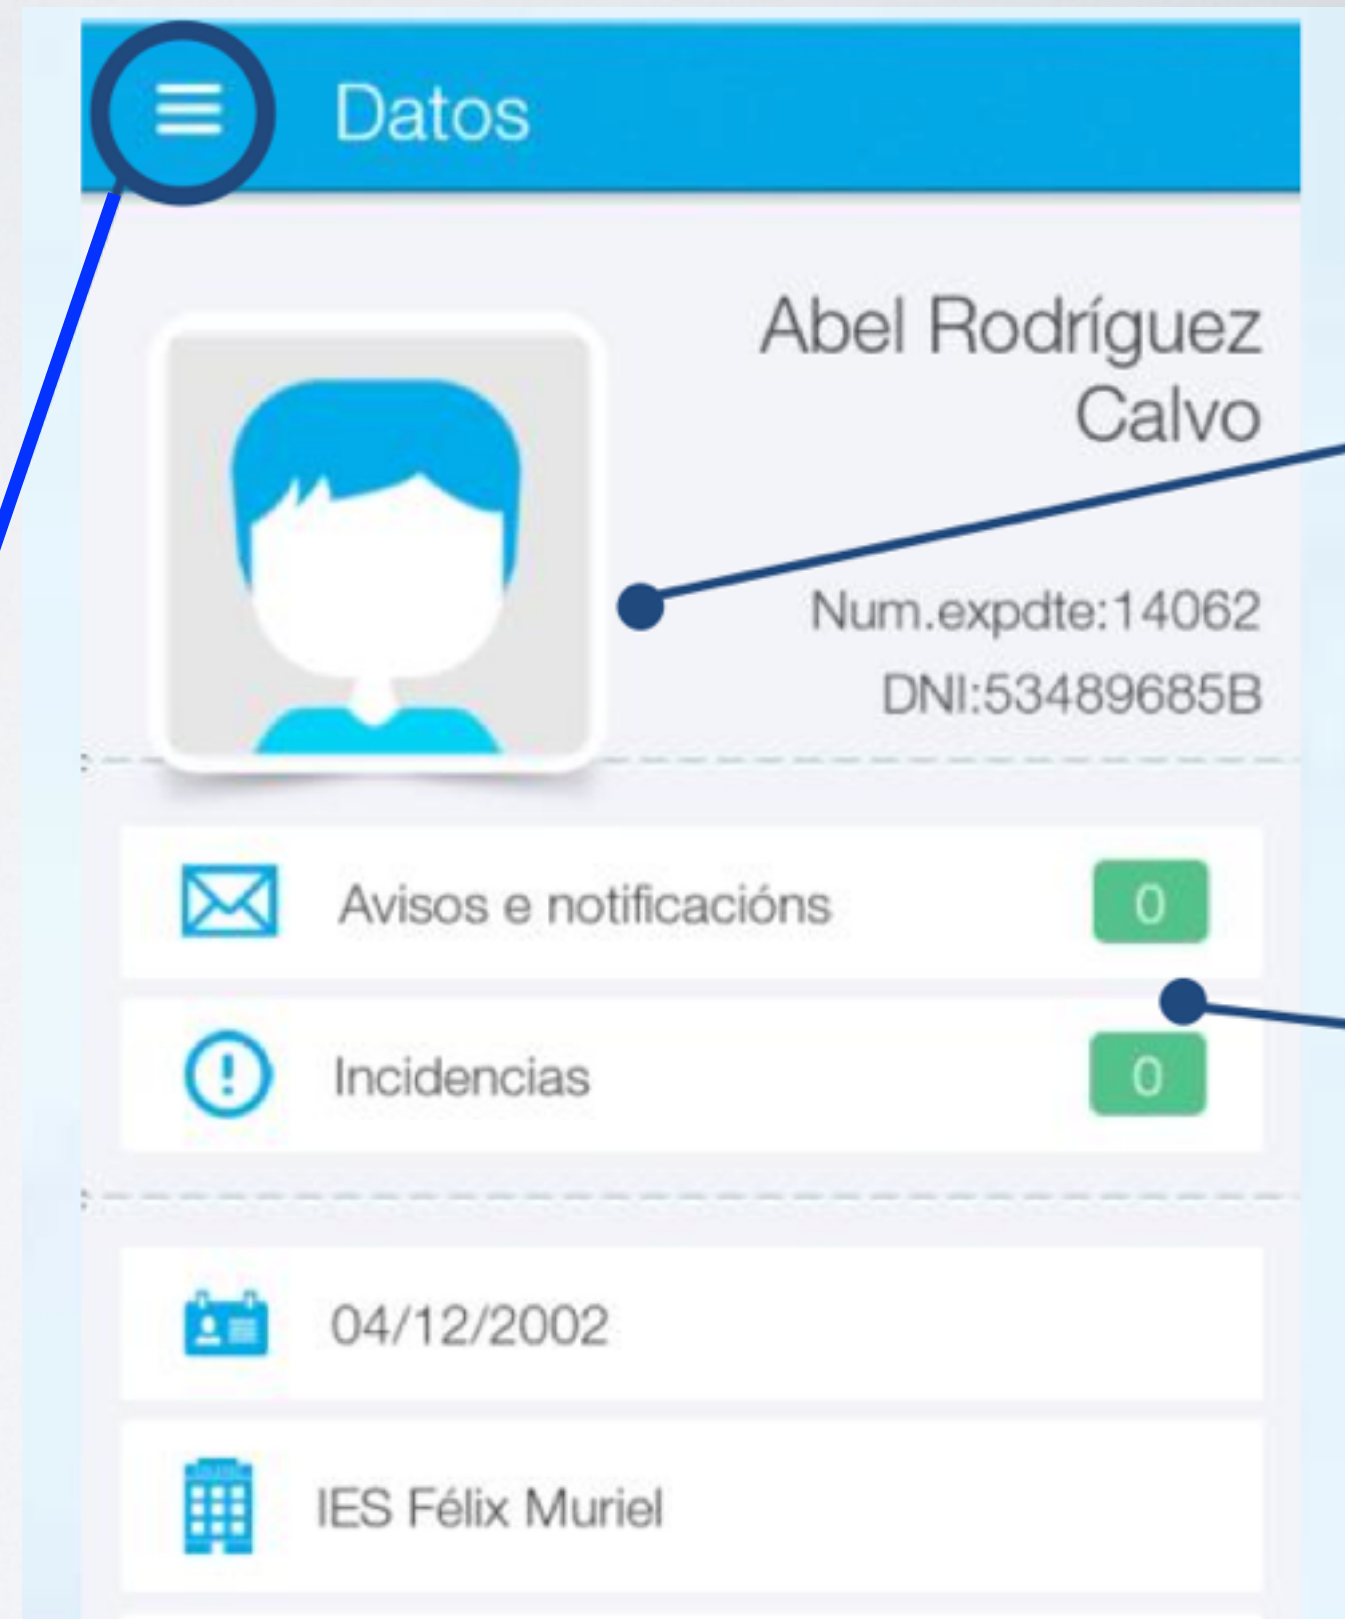 Datos
Abel Rodríguez
Calvo
Num.expdte:14062
DNI:53489685B
Avisos e notificacións 0
Incidencias 0
04/12/2002
IES Félix Muriel